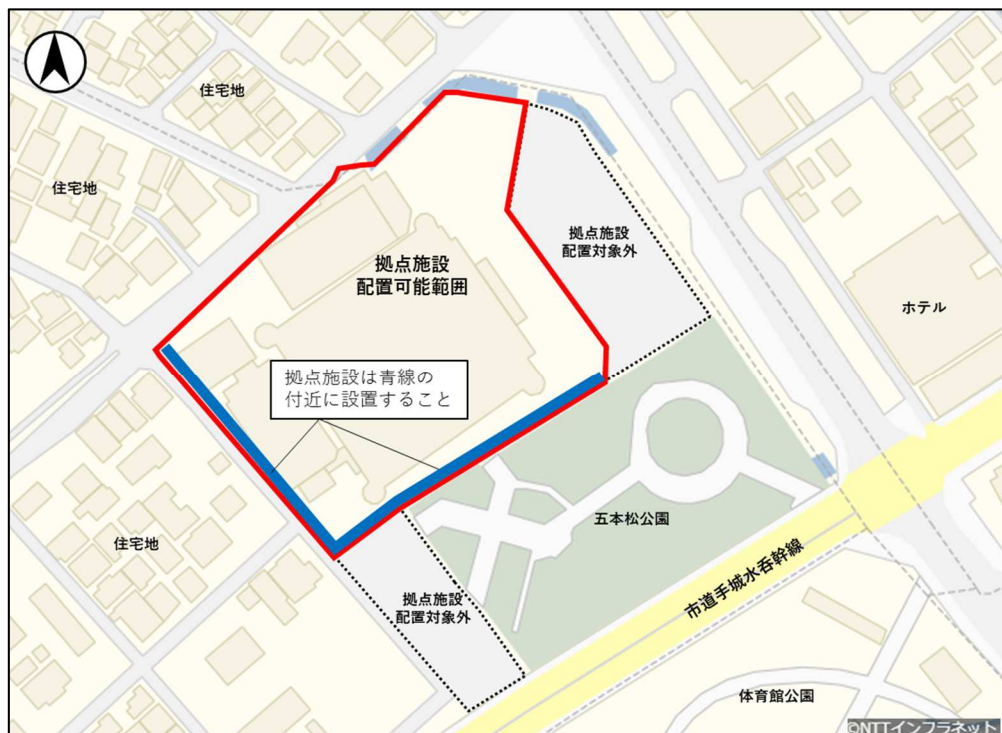 住宅地
住宅地
拠点施設
配置対象外
拠点施設
配置可能範囲
ホテル
拠点施設は青線の
付近に設置すること
五本松公園
住宅地
市道手城水呑幹線
拠点施設
配置対象外
体育館公園
©NTTインフラネット